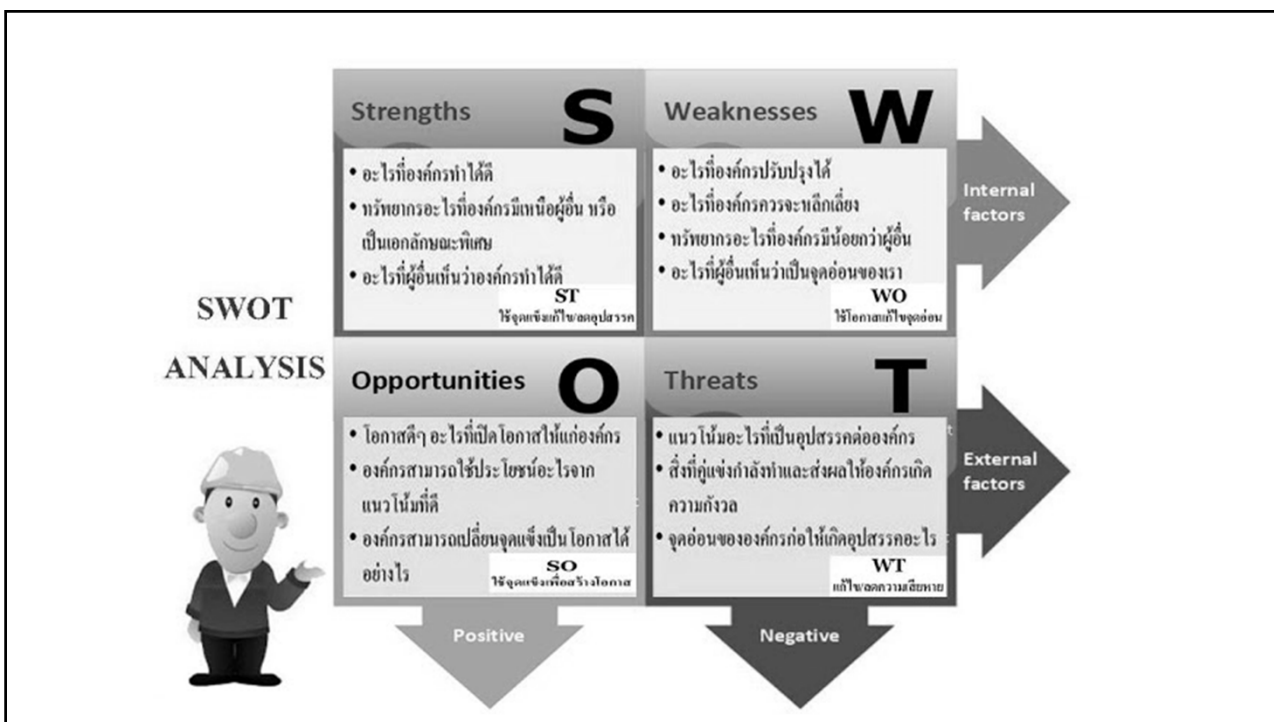 Strengths S
• อะไรที่องค์กรทำได้ดี
• ทรัพยากรอะไรที่องค์กรมีเหนือผู้อื่น หรือ
เป็นเอกลักษณะพิเศษ
• อะไรที่ผู้อื่นเห็นว่าองค์กรทำได้ดี
ST
ใช้จุดแข็งแก้ไข/ลดอุปสรรค
Weaknesses W
• อะไรที่องค์กรปรับปรุงได้
• อะไรที่องค์กรควรจะหลีกเลี่ยง
• ทรัพยากรอะไรที่องค์กรมีน้อยกว่าผู้อื่น
• อะไรที่ผู้อื่นเห็นว่าเป็นจุดอ่อนของเรา
WO
ใช้โอกาสแก้ไขจุดอ่อน
Internal
factors
SWOT
ANALYSIS
Opportunities O
• โอกาสดีๆ อะไรที่เปิดโอกาสให้แก่องค์กร
• องค์กรสามารถใช้ประโยชน์อะไรจาก
แนวโน้มที่ดี
• องค์กรสามารถเปลี่ยนจุดแข็งเป็นโอกาสได้
อย่างไร
SO
ใช้จุดแข็งเพื่อสร้างโอกาส
Threats T
• แนวโน้มอะไรที่เป็นอุปสรรคต่อองค์กร
• สิ่งที่คู่แข่งกำลังทำและส่งผลให้องค์กรเกิด
ความกังวล
• จุดอ่อนขององค์กรก่อให้เกิดอุปสรรคอะไร
WT
แก้ไข/ลดความเสียหาย
External
factors
Positive
Negative